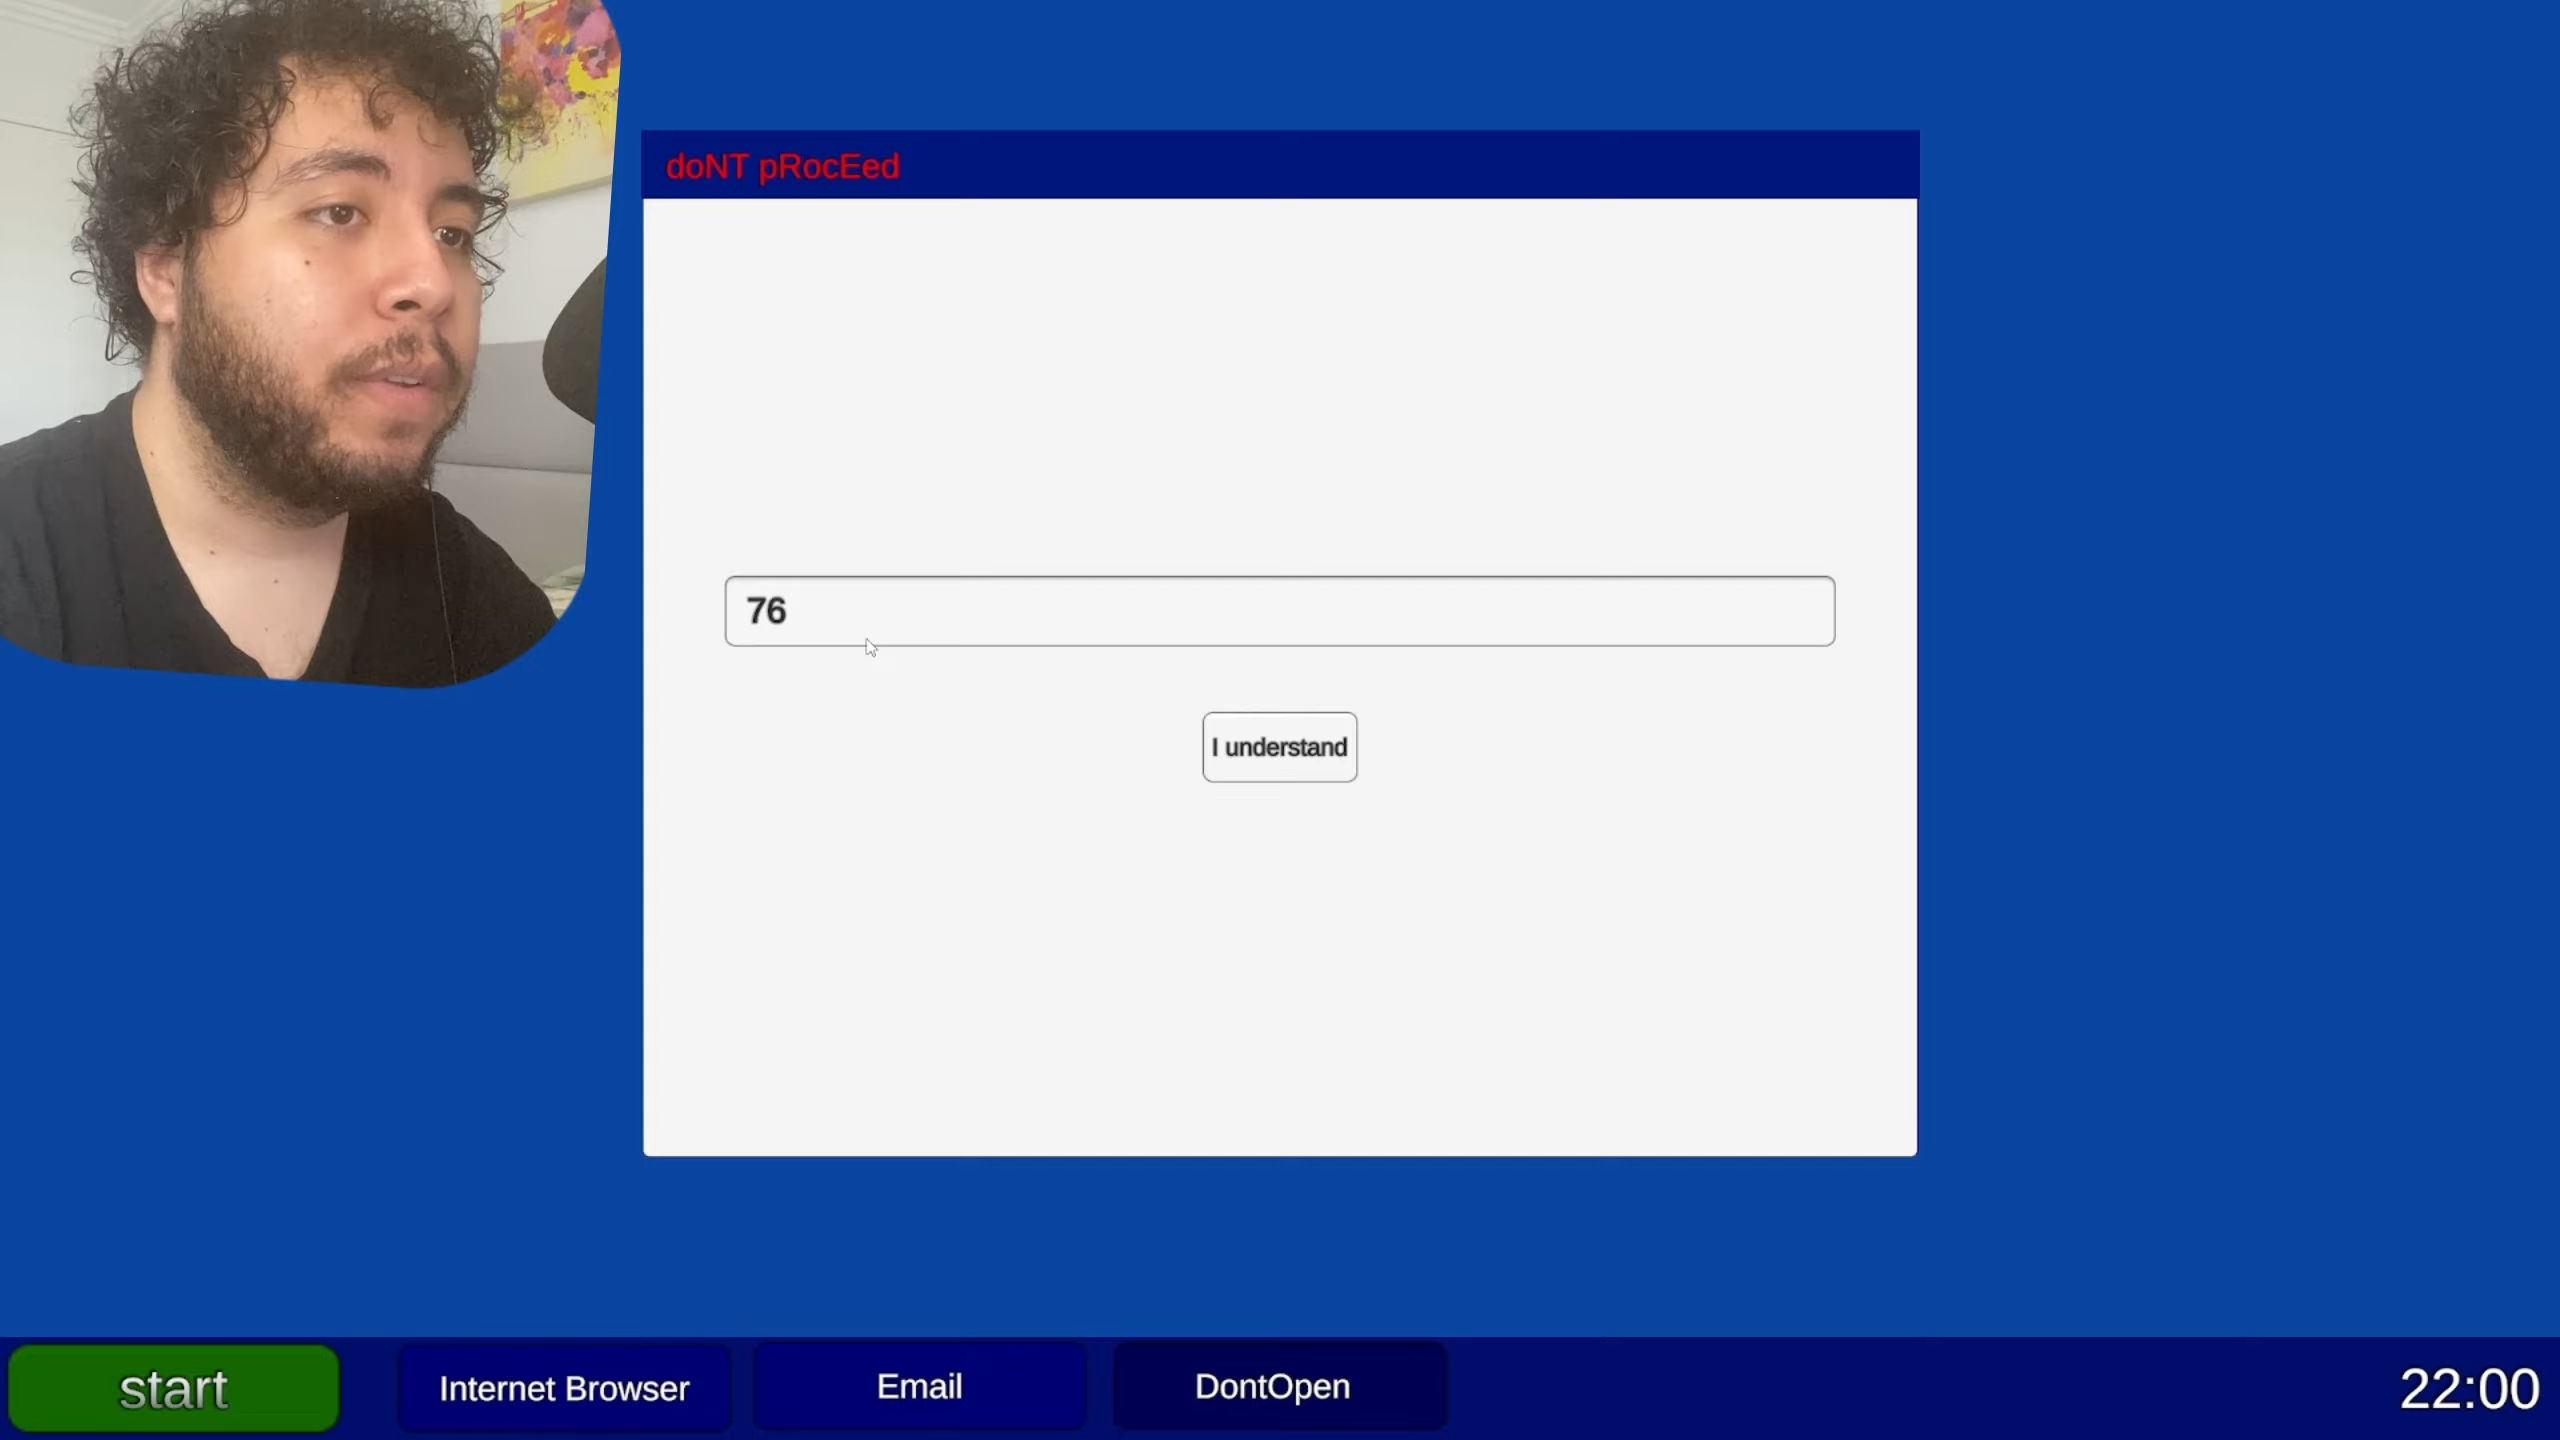 doNT pRocEed
76
I understand
start
Internet Browser
Email
DontOpen
22:00